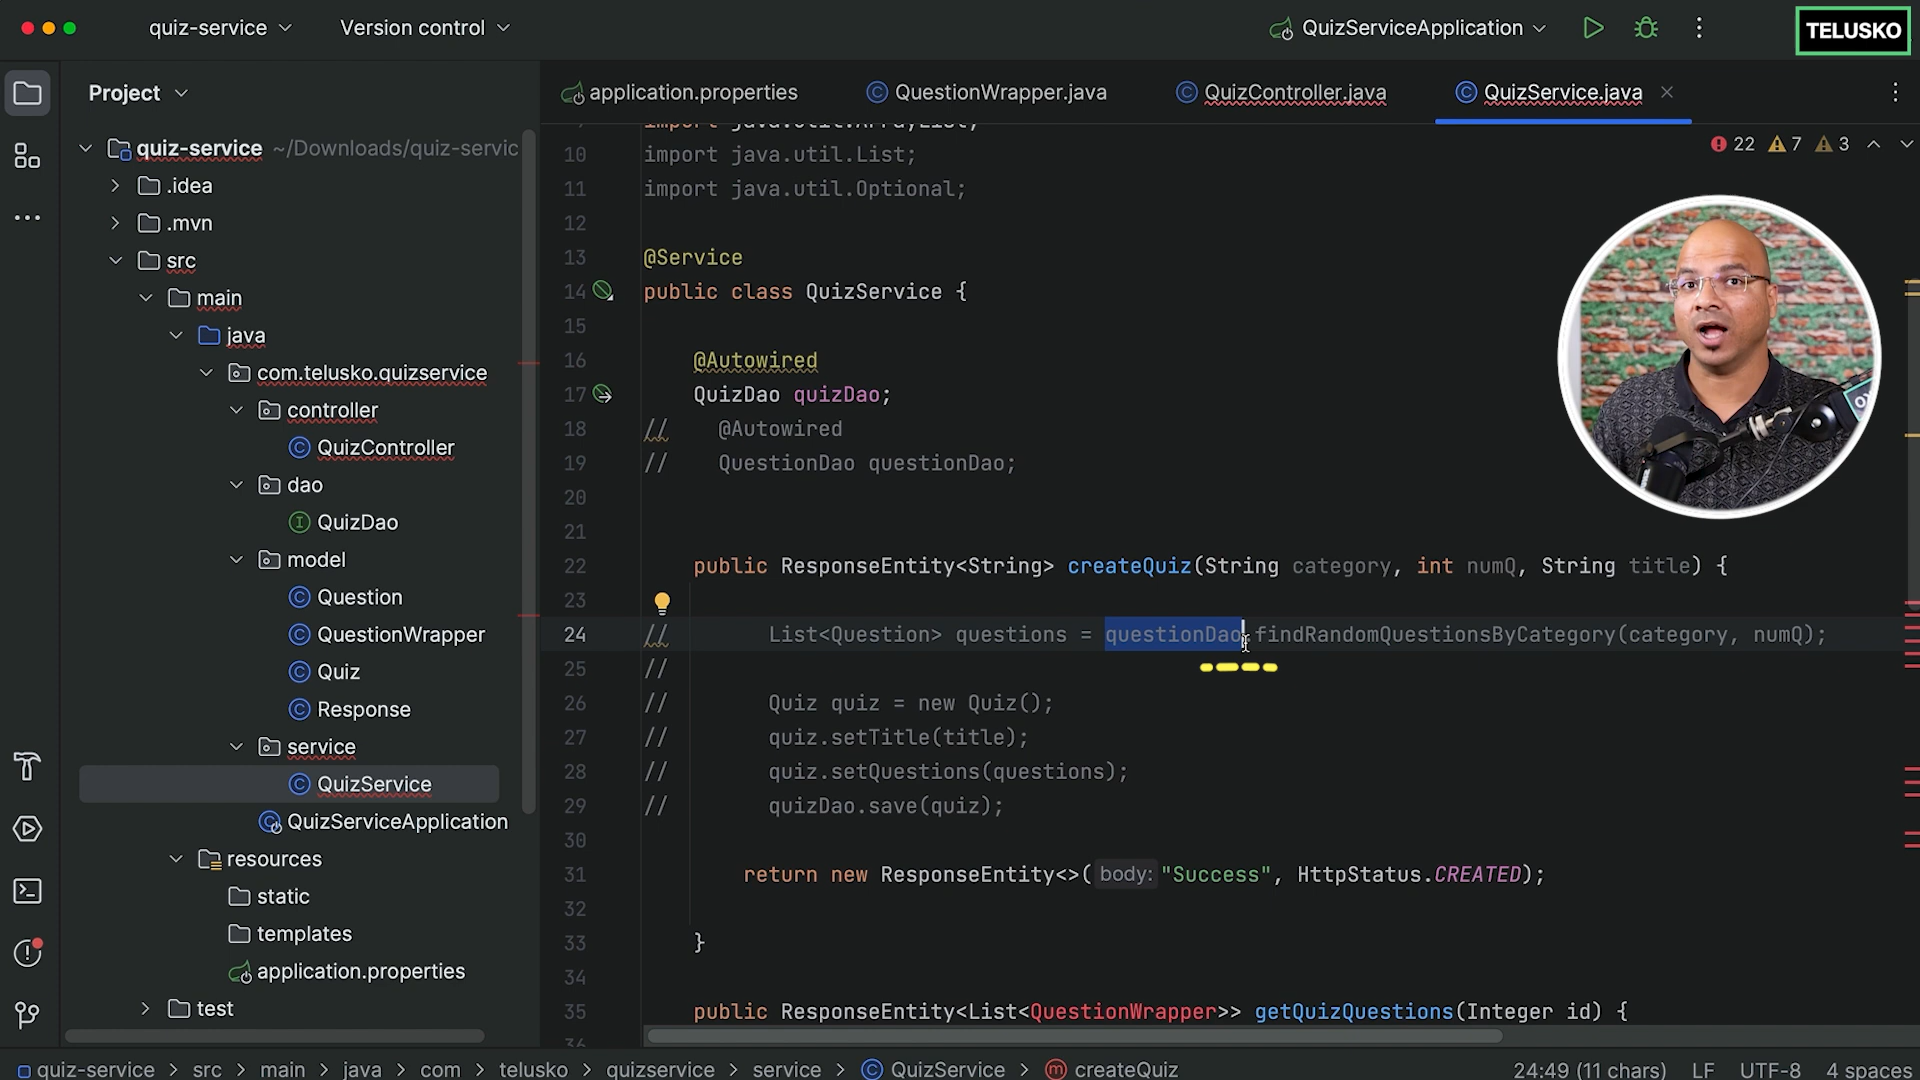 quiz-service
Version control
QuizServiceApplication
TELUSKO
Project
application.properties
QuestionWrapper.java
QuizController.java
QuizService.java
quiz-service ~/Downloads/quiz-servic
.idea
.mvn
src
main
java
com.telusko.quizservice
controller
QuizController
dao
QuizDao
model
Question
QuestionWrapper
Quiz
Response
service
QuizService
QuizServiceApplication
resources
static
templates
application.properties
test
22 7 3
import java.util.ArrayList;
10 import java.util.List;
11 import java.util.Optional;
12
13 @Service
14 public class QuizService {
15
16 @Autowired
17 QuizDao quizDao;
18 // @Autowired
19 // QuestionDao questionDao;
20
21
22 public ResponseEntity<String> createQuiz(String category, int numQ, String title) {
23
24 // List<Question> questions = questionDao.findRandomQuestionsByCategory(category, numQ);
25 //
26 // Quiz quiz = new Quiz();
27 // quiz.setTitle(title);
28 // quiz.setQuestions(questions);
29 // quizDao.save(quiz);
30
31 return new ResponseEntity<>( body: "Success", HttpStatus.CREATED);
32
33 }
34
35 public ResponseEntity<List<QuestionWrapper>> getQuizQuestions(Integer id) {
quiz-service > src > main > java > com > telusko > quizservice > service > QuizService > createQuiz
24:49 (11 chars) LF UTF-8 4 spaces